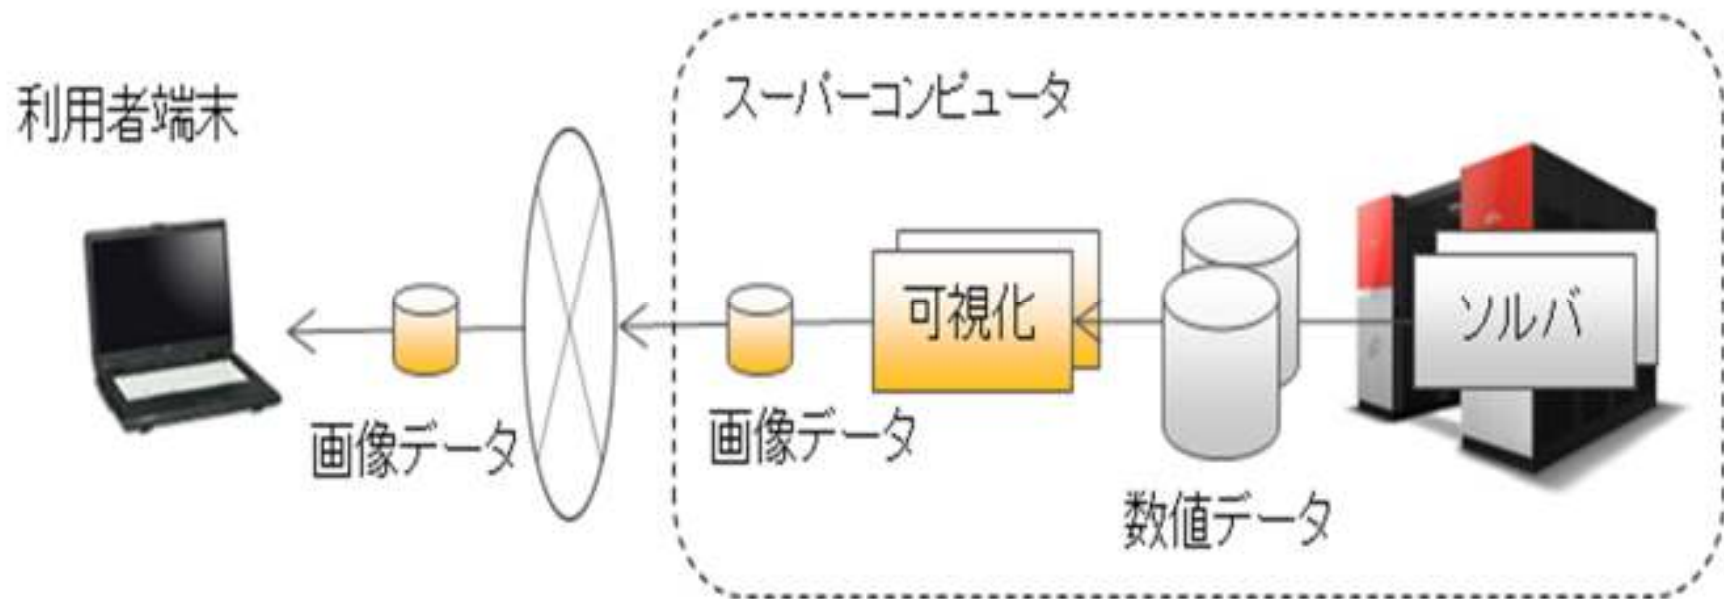 利用者端末
スーパーコンピュータ
可視化
ソルバ
画像データ
画像データ
数値データ